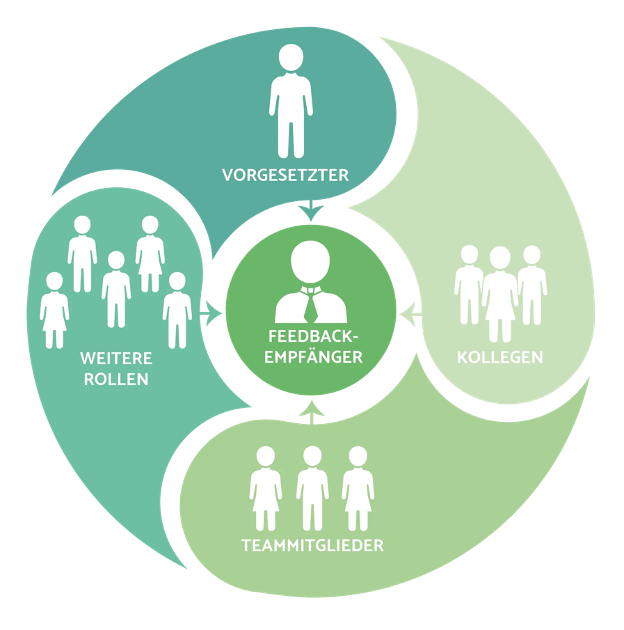 VORGESETZTER
WEITERE
ROLLEN
FEEDBACK-
EMPFÄNGER
KOLLEGEN
TEAMMITGLIEDER